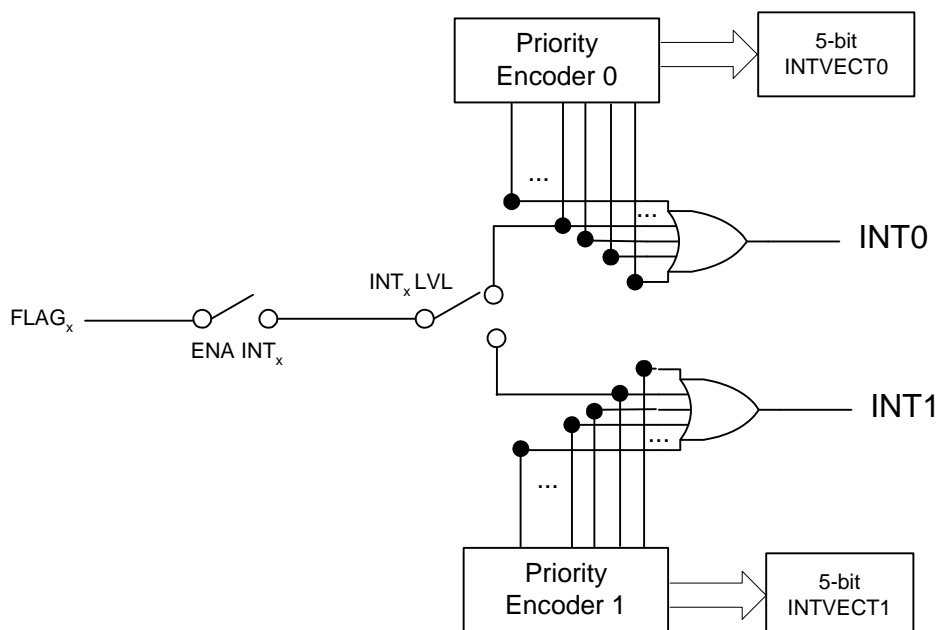 Priority
Encoder 0
5-bit
INTVECT0
...
...
INT0
INTₓ LVL
FLAGₓ
ENA INTₓ
INT1
...
...
Priority
Encoder 1
5-bit
INTVECT1